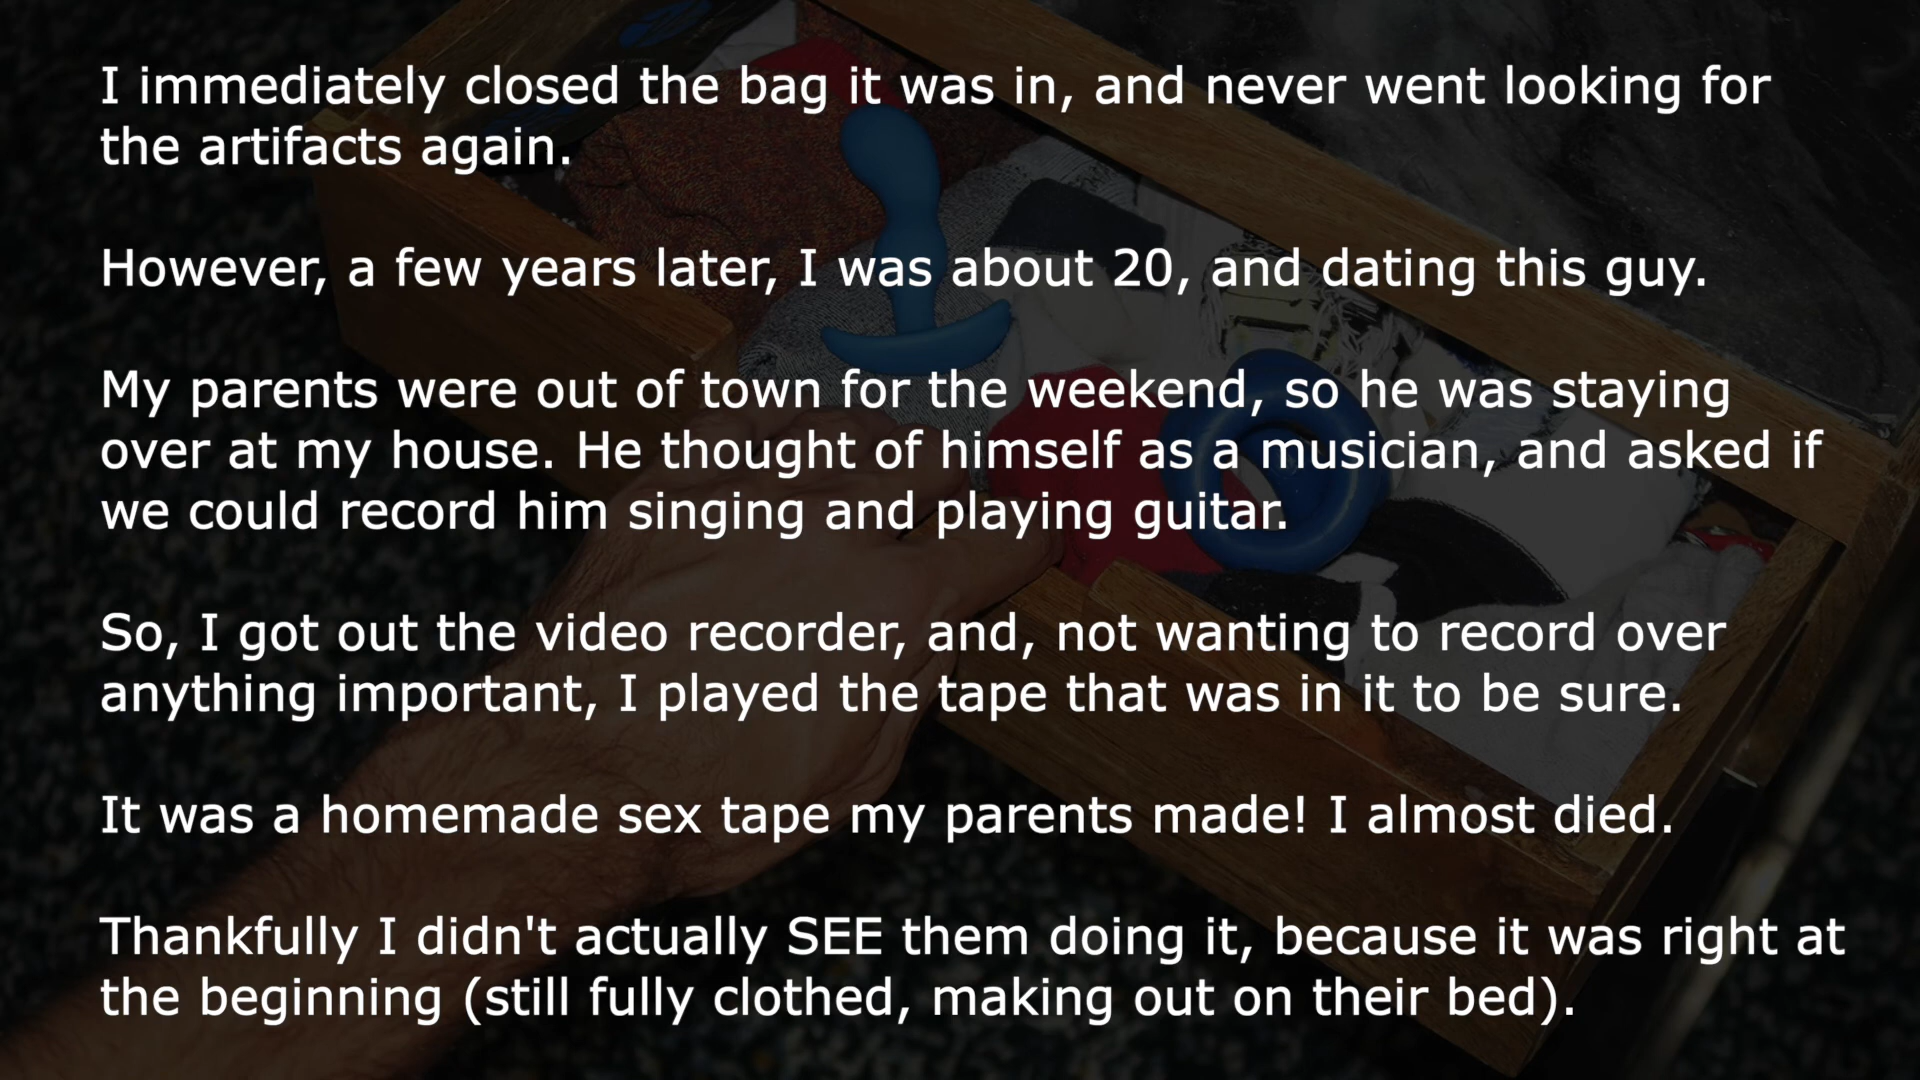 I immediately closed the bag it was in, and never went looking for
the artifacts again.
However, a few years later, I was about 20, and dating this guy.
My parents were out of town for the weekend, so he was staying
over at my house. He thought of himself as a musician, and asked if
we could record him singing and playing guitar.
So, I got out the video recorder, and, not wanting to record over
anything important, I played the tape that was in it to be sure.
It was a homemade sex tape my parents made! I almost died.
Thankfully I didn't actually SEE them doing it, because it was right at
the beginning (still fully clothed, making out on their bed).